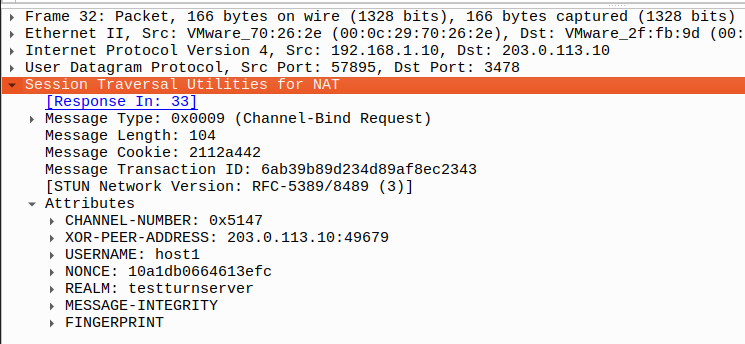 Frame 32: Packet, 166 bytes on wire (1328 bits), 166 bytes captured (1328 bits)
Ethernet II, Src: VMware_70:26:2e (00:0c:29:70:26:2e), Dst: VMware_2f:fb:9d (00:
Internet Protocol Version 4, Src: 192.168.1.10, Dst: 203.0.113.10
User Datagram Protocol, Src Port: 57895, Dst Port: 3478
Session Traversal Utilities for NAT
[Response In: 33]
Message Type: 0x0009 (Channel-Bind Request)
Message Length: 104
Message Cookie: 2112a442
Message Transaction ID: 6ab39b89d234d89af8ec2343
[STUN Network Version: RFC-5389/8489 (3)]
Attributes
CHANNEL-NUMBER: 0x5147
XOR-PEER-ADDRESS: 203.0.113.10:49679
USERNAME: host1
NONCE: 10a1db0664613efc
REALM: testturnserver
MESSAGE-INTEGRITY
FINGERPRINT